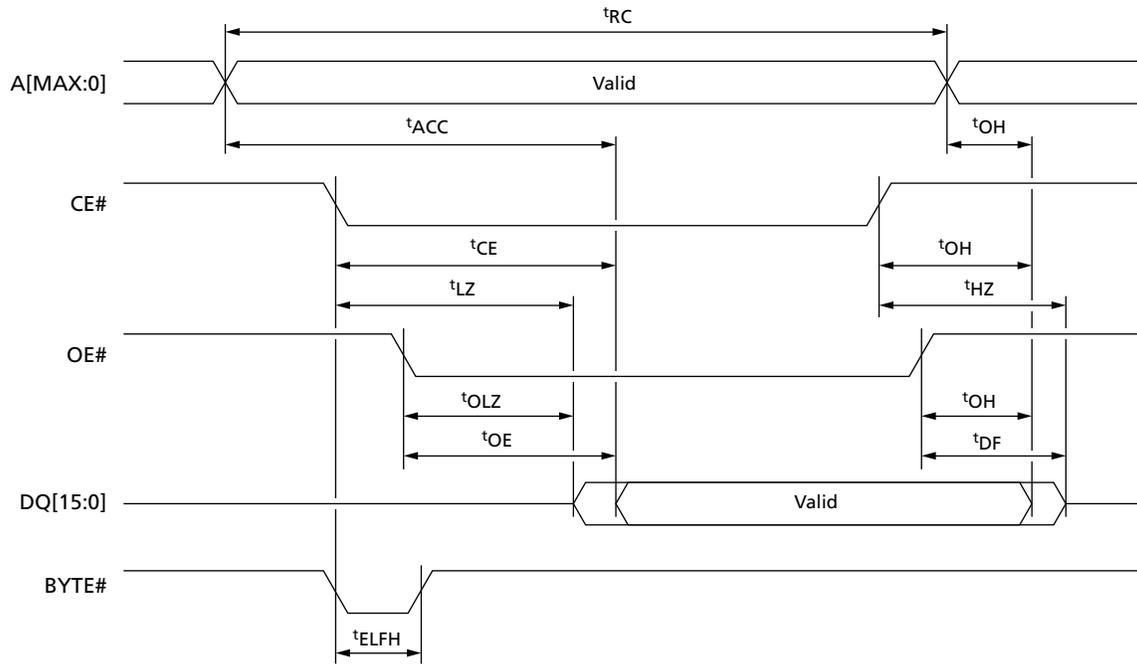 tRC
A[MAX:0] Valid
tACC tOH
CE#
tCE tOH
tLZ tHZ
OE#
tOLZ tOH
tOE tDF
DQ[15:0] Valid
BYTE#
tELFH